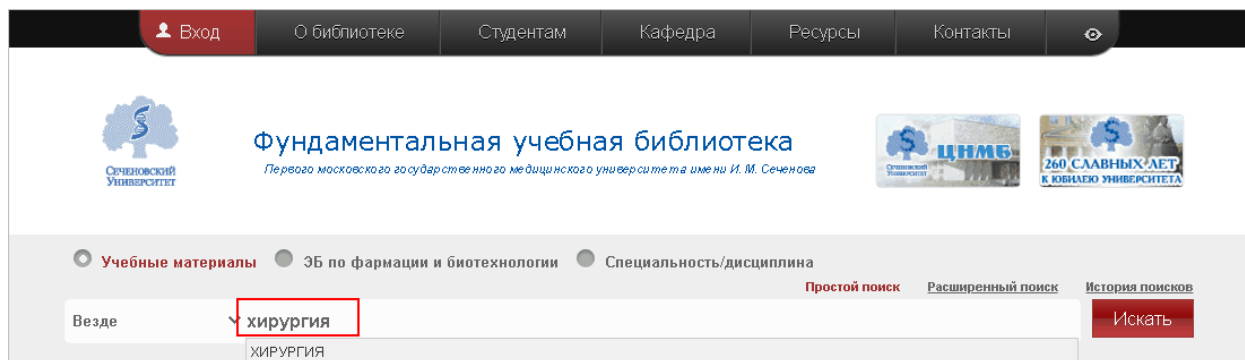 Вход О библиотеке Студентам Кафедра Ресурсы Контакты
Фундаментальная учебная библиотека
Первого московского государственного медицинского университета имени И. М. Сеченова
Сеченовский
Университет
Сеченовский
Университет
ЦНМБ
260 СЛАВНЫХ ЛЕТ
К ЮБИЛЕЮ УНИВЕРСИТЕТА
Учебные материалы ЭБ по фармации и биотехнологии Специальность/дисциплина
Простой поиск Расширенный поиск История поисков
Везде хирургия Искать
ХИРУРГИЯ